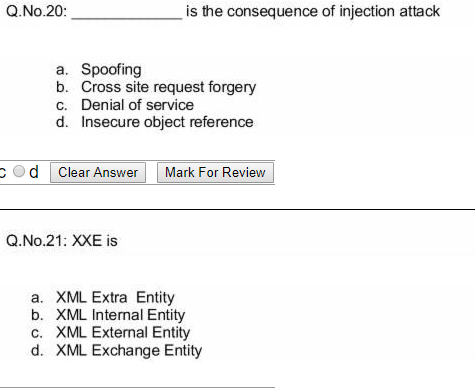 Q.No.20: ______________ is the consequence of injection attack
a. Spoofing
b. Cross site request forgery
c. Denial of service
d. Insecure object reference
c d Clear Answer Mark For Review
Q.No.21: XXE is
a. XML Extra Entity
b. XML Internal Entity
c. XML External Entity
d. XML Exchange Entity